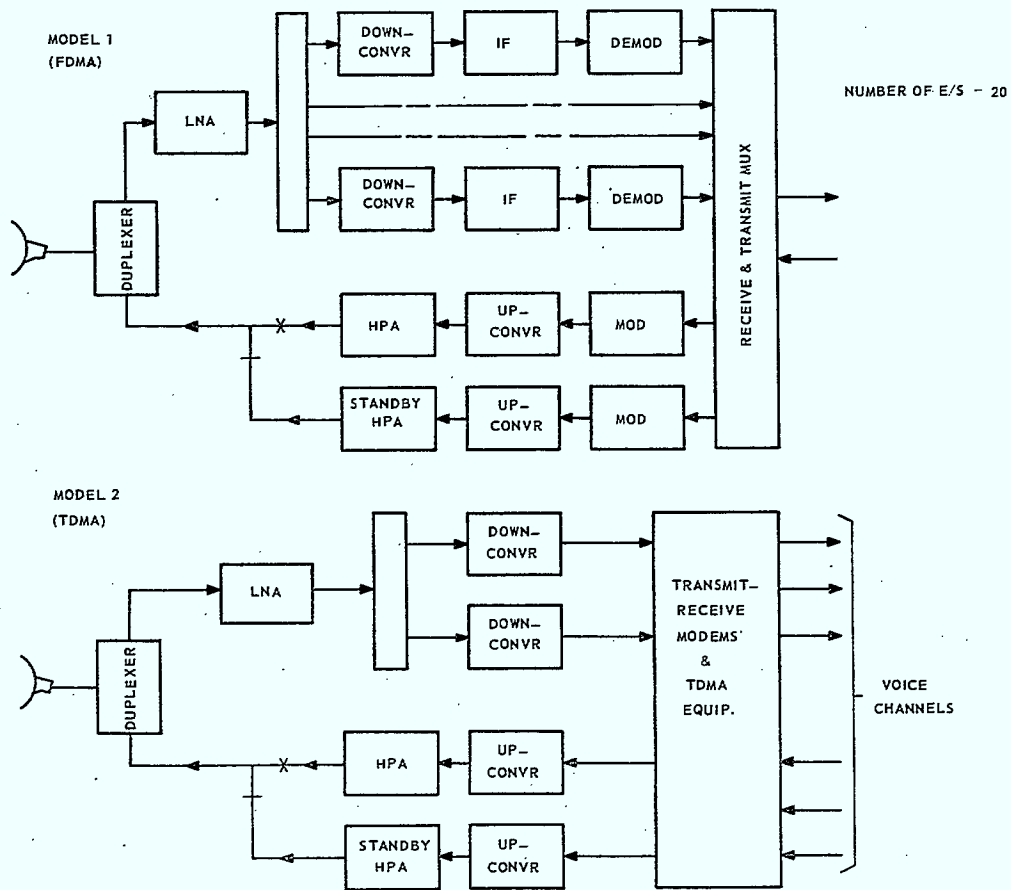 MODEL 1
(FDMA)
DOWN-
CONVR
IF
DEMOD
NUMBER OF E/S - 20
LNA
DOWN-
CONVR
IF
DEMOD
DUPLEXER
RECEIVE & TRANSMIT MUX
HPA
UP-
CONVR
MOD
STANDBY
HPA
UP-
CONVR
MOD
MODEL 2
(TDMA)
DOWN-
CONVR
LNA
TRANSMIT-
RECEIVE
MODEMS
&
TDMA
EQUIP.
DOWN-
CONVR
DUPLEXER
VOICE
CHANNELS
HPA
UP-
CONVR
STANDBY
HPA
UP-
CONVR